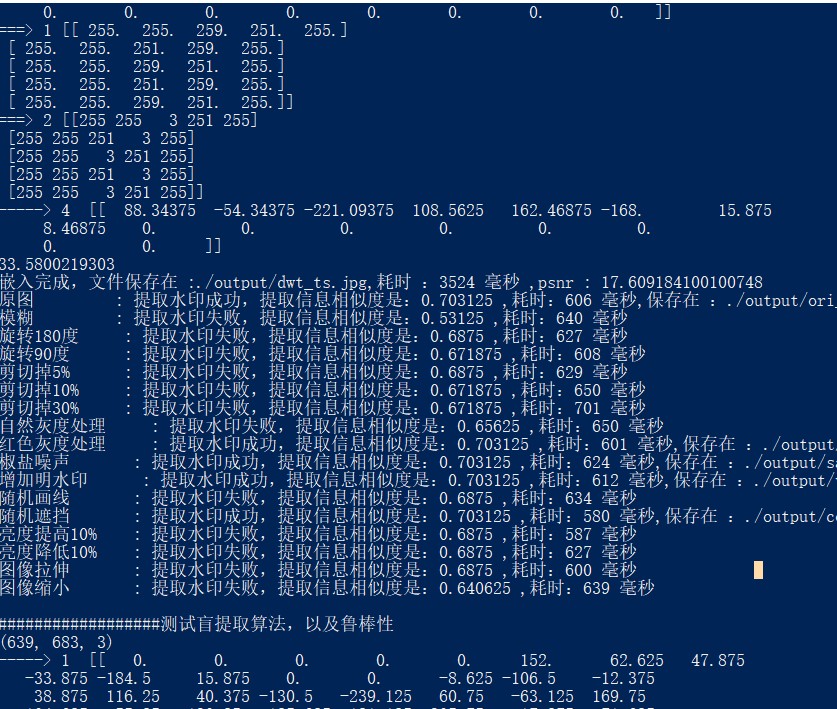 0. 0. 0. 0. 0. 0. 0. 0. ]]
===> 1 [[ 255. 255. 259. 251. 255.]
[ 255. 255. 251. 259. 255.]
[ 255. 255. 259. 251. 255.]
[ 255. 255. 251. 259. 255.]
[ 255. 255. 259. 251. 255.]]
===> 2 [[255 255 3 251 255]
[255 255 251 3 255]
[255 255 3 251 255]
[255 255 251 3 255]
[255 255 3 251 255]]
-----> 4 [[ 88.34375 -54.34375 -221.09375 108.5625 162.46875 -168. 15.875
8.46875 0. 0. 0. 0. 0. 0.
0. 0. ]]
33.5800219303
嵌入完成，文件保存在 :./output/dwt_ts.jpg,耗时 : 3524 毫秒 ,psnr : 17.609184100100748
原图 : 提取水印成功，提取信息相似度是: 0.703125 ,耗时: 606 毫秒,保存在 : ./output/ori_
模糊 : 提取水印失败，提取信息相似度是: 0.53125 ,耗时: 640 毫秒
旋转180度 : 提取水印失败，提取信息相似度是: 0.6875 ,耗时: 627 毫秒
旋转90度 : 提取水印失败，提取信息相似度是: 0.671875 ,耗时: 608 毫秒
剪切掉5% : 提取水印失败，提取信息相似度是: 0.6875 ,耗时: 629 毫秒
剪切掉10% : 提取水印失败，提取信息相似度是: 0.671875 ,耗时: 650 毫秒
剪切掉30% : 提取水印失败，提取信息相似度是: 0.671875 ,耗时: 701 毫秒
自然灰度处理 : 提取水印失败，提取信息相似度是: 0.65625 ,耗时: 650 毫秒
红色灰度处理 : 提取水印成功，提取信息相似度是: 0.703125 ,耗时: 601 毫秒,保存在 : ./output/
椒盐噪声 : 提取水印成功，提取信息相似度是: 0.703125 ,耗时: 624 毫秒,保存在 : ./output/sa
增加明水印 : 提取水印成功，提取信息相似度是: 0.703125 ,耗时: 612 毫秒,保存在 : ./output/
随机画线 : 提取水印失败，提取信息相似度是: 0.6875 ,耗时: 634 毫秒
随机遮挡 : 提取水印成功，提取信息相似度是: 0.703125 ,耗时: 580 毫秒,保存在 : ./output/co
亮度提高10% : 提取水印失败，提取信息相似度是: 0.6875 ,耗时: 587 毫秒
亮度降低10% : 提取水印失败，提取信息相似度是: 0.6875 ,耗时: 627 毫秒
图像拉伸 : 提取水印失败，提取信息相似度是: 0.6875 ,耗时: 600 毫秒
图像缩小 : 提取水印失败，提取信息相似度是: 0.640625 ,耗时: 639 毫秒
##################测试盲提取算法，以及鲁棒性
(639, 683, 3)
-----> 1 [[ 0. 0. 0. 0. 0. 152. 62.625 47.875
-33.875 -184.5 15.875 0. 0. -8.625 -106.5 -12.375
38.875 116.25 40.375 -130.5 -239.125 60.75 -63.125 169.75